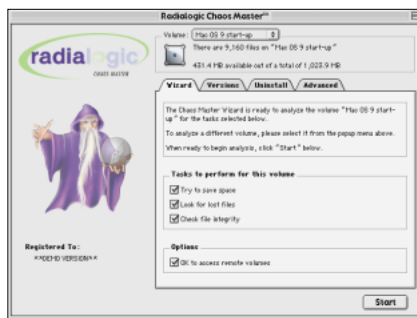 Radialogic Chaos Master™
Volume: Mac OS 9 start-up
There are 9,160 files on "Mac OS 9 start-up"
431.4 MB available out of a total of 1,023.9 MB
radialogic
CHAOS MASTER
Wizard Versions Uninstall Advanced
The Chaos Master Wizard is ready to analyze the volume "Mac OS 9 start-
up" for the tasks selected below.
To analyze a different volume, please select it from the popup menu above.
When ready to begin analysis, click "Start" below.
Tasks to perform for this volume
Try to save space
Look for lost files
Check file integrity
Registered To:
**DEMO VERSION**
Options
OK to access remote volumes
Start